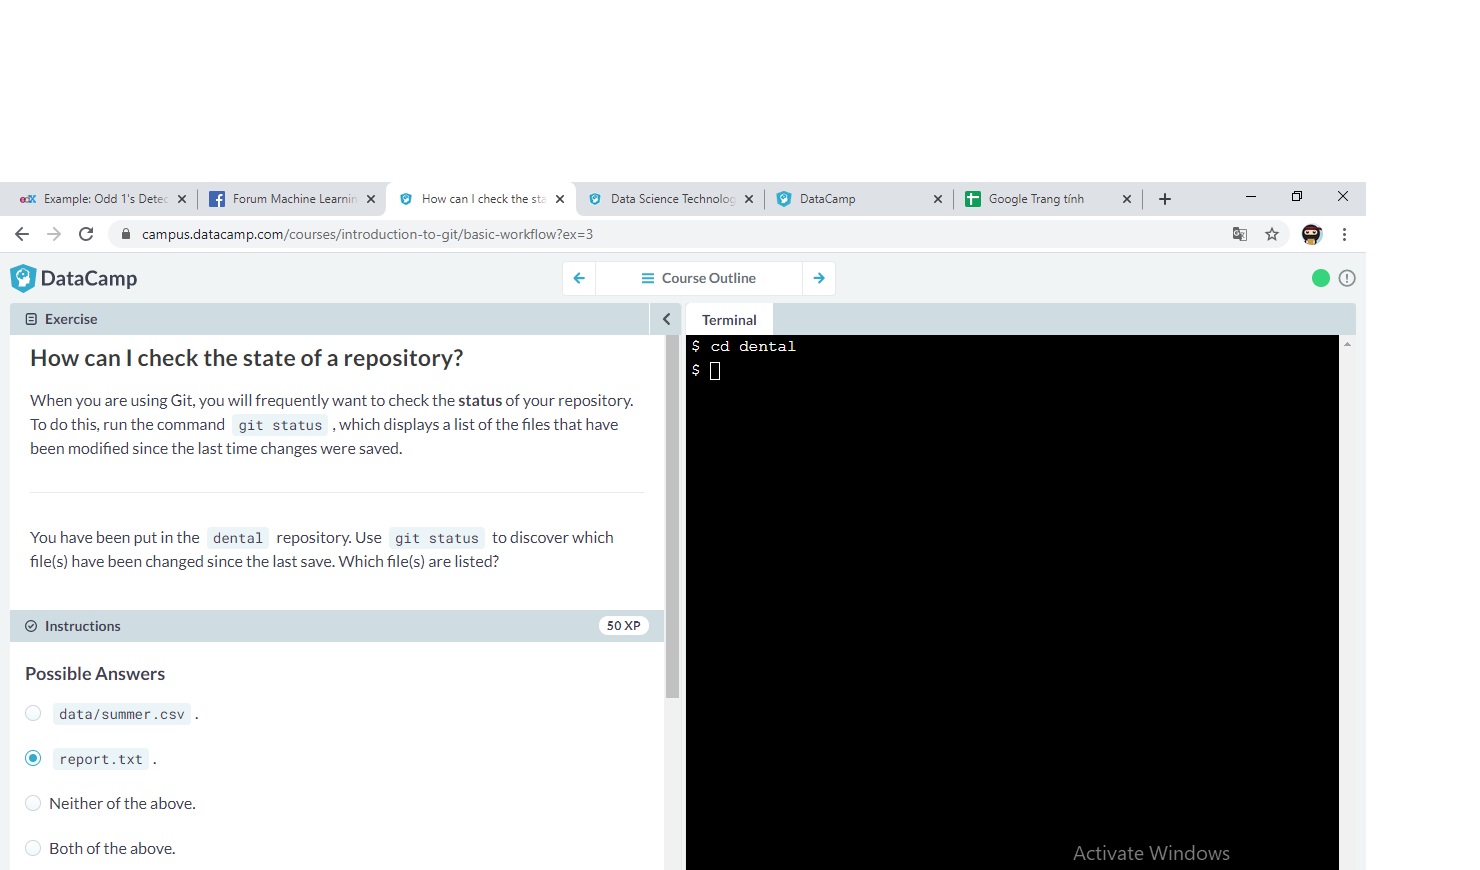 edX Example: Odd 1's Detec
Forum Machine Learnin
How can I check the sta
Data Science Technolog
DataCamp
Google Trang tính
campus.datacamp.com/courses/introduction-to-git/basic-workflow?ex=3
DataCamp
Course Outline
Exercise
Terminal
How can I check the state of a repository?
When you are using Git, you will frequently want to check the status of your repository.
To do this, run the command git status , which displays a list of the files that have
been modified since the last time changes were saved.
You have been put in the dental repository. Use git status to discover which
file(s) have been changed since the last save. Which file(s) are listed?
Instructions
50 XP
Possible Answers
data/summer.csv .
report.txt .
Neither of the above.
Both of the above.
$ cd dental
$
Activate Windows